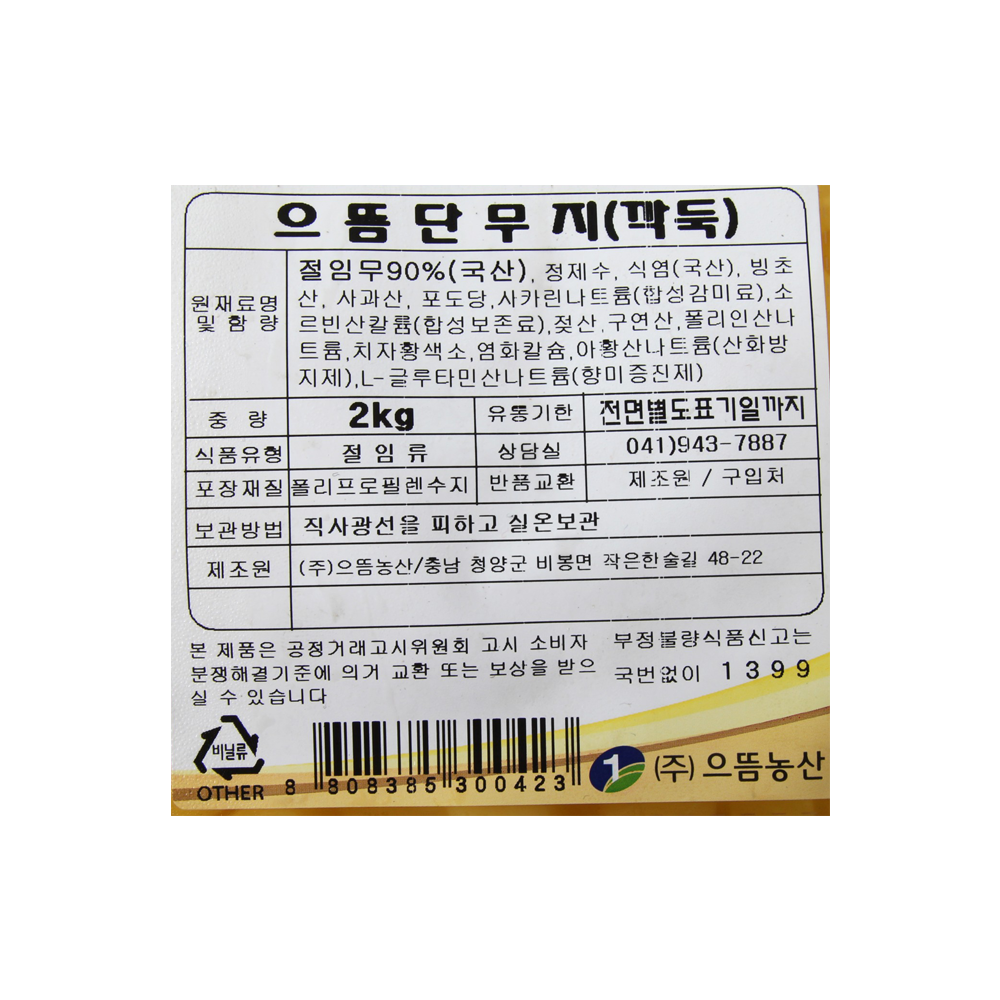 으뜸단무지(깍둑)
원재료명 및 함 량
절임무90%(국산), 정제수, 식염(국산), 빙초
산, 사과산, 포도당,사카린나트륨(합성감미료),소
르빈산칼륨(합성보존료),젖산,구연산,폴리인산나
트륨,치자황색소,염화칼슘,아황산나트륨(산화방
지제),L-글루타민산나트륨(향미증진제)
중 량 2kg 유통기한 전면별도표기일까지
식품유형 절 임 류 상담실 041)943-7887
포장재질 폴리프로필렌수지 반품교환 제조원 / 구입처
보관방법 직사광선을 피하고 실온보관
제조원 (주)으뜸농산/충남 청양군 비봉면 작은한술길 48-22
본 제품은 공정거래고시위원회 고시 소비자
분쟁해결기준에 의거 교환 또는 보상을 받으
실 수 있습니다
부정불량식품신고는
국번없이 1399
비닐류
OTHER
8 808385 300423
1 (주)으뜸농산